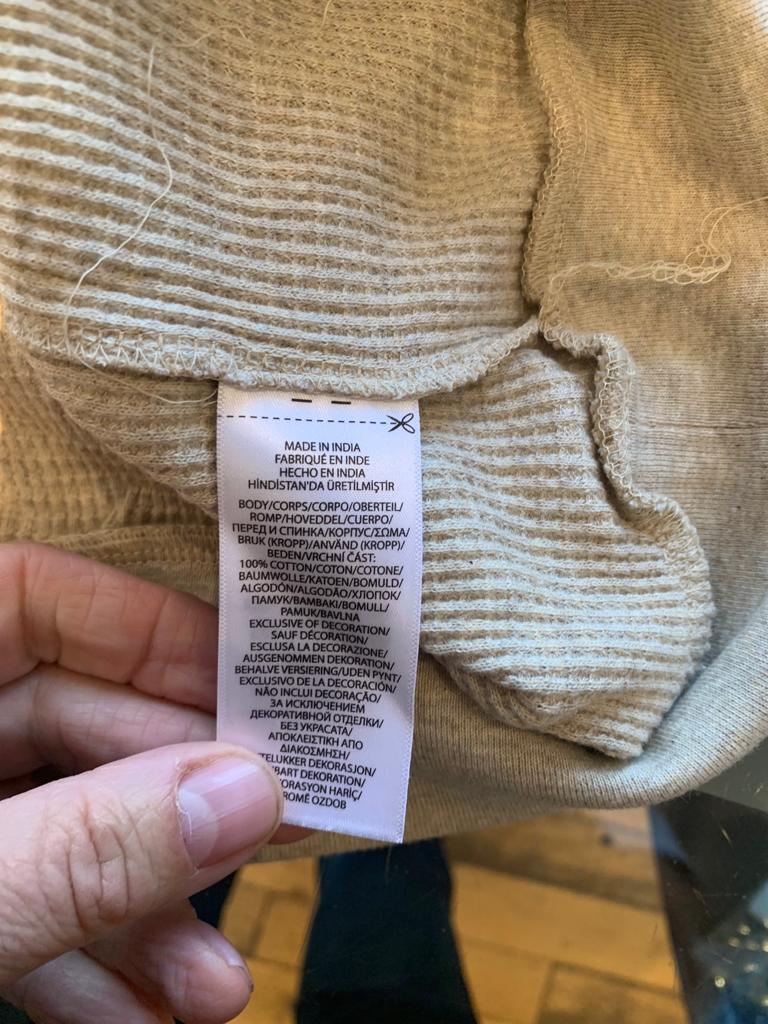 MADE IN INDIA
FABRIQUÉ EN INDE
HECHO EN INDIA
HİNDİSTAN'DA ÜRETİLMİŞTİR
BODY/CORPS/CORPO/OBERTEIL/
ROMP/HOVEDDEL/CUERPO/
ПЕРЕД И СПИНКА/КОРПУС/ΣΩΜΑ/
BRUK (KROPP)/ANVÄND (KROPP)/
BEDEN/VRCHNÍ ČÁST:
100% COTTON/COTON/COTONE/
BAUMWOLLE/KATOEN/BOMULD/
ALGODÓN/ALGODÃO/ХЛОПОК/
ПАМУК/ΒΑΜΒΑΚΙ/BOMULL/
PAMUK/BAVLNA
EXCLUSIVE OF DECORATION/
SAUF DÉCORATION/
ESCLUSA LA DECORAZIONE/
AUSGENOMMEN DEKORATION/
BEHALVE VERSIERING/UDEN PYNT/
EXCLUSIVO DE LA DECORACIÓN/
NÃO INCLUI DECORAÇÃO/
ЗА ИСКЛЮЧЕНИЕМ
ДЕКОРАТИВНОЙ ОТДЕЛКИ/
БЕЗ УКРАСАТА/
ΑΠΟΚΛΕΙΣΤΙΚΗ ΑΠΟ
ΔΙΑΚΟΣΜΗΣΗ/
DEKORASJON/
DEKORATION/
HARİÇ/
OZDOB